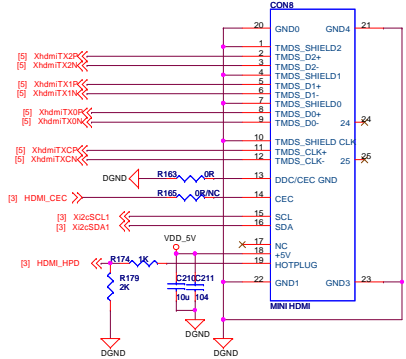 CON8
20 GND0 GND4 21
1 TMDS_SHIELD2
[5] XhdmiTX2P 2 TMDS_D2+
[5] XhdmiTX2N 3 TMDS_D2-
4 TMDS_SHIELD1
[5] XhdmiTX1P 5 TMDS_D1+
[5] XhdmiTX1N 6 TMDS_D1-
7 TMDS_SHIELD0
[5] XhdmiTX0P 8 TMDS_D0+
[5] XhdmiTX0N 9 TMDS_D0- 24 24
10 TMDS_SHIELD CLK
[5] XhdmiTXCP 11 TMDS_CLK+
[5] XhdmiTXCN 12 TMDS_CLK- 25 25
DGND R163 0R 13 DDC/CEC GND
[3] HDMI_CEC R165 0R/NC 14 CEC
[3] Xi2cSCL1 15 SCL
[3] Xi2cSDA1 16 SDA
VDD_5V 17 NC
18 +5V
[3] HDMI_HPD R174 1K 19 HOTPLUG
R179 2K
C210 C211
10u 104
22 GND1 GND3 23
MINI HDMI
DGND
DGND
DGND